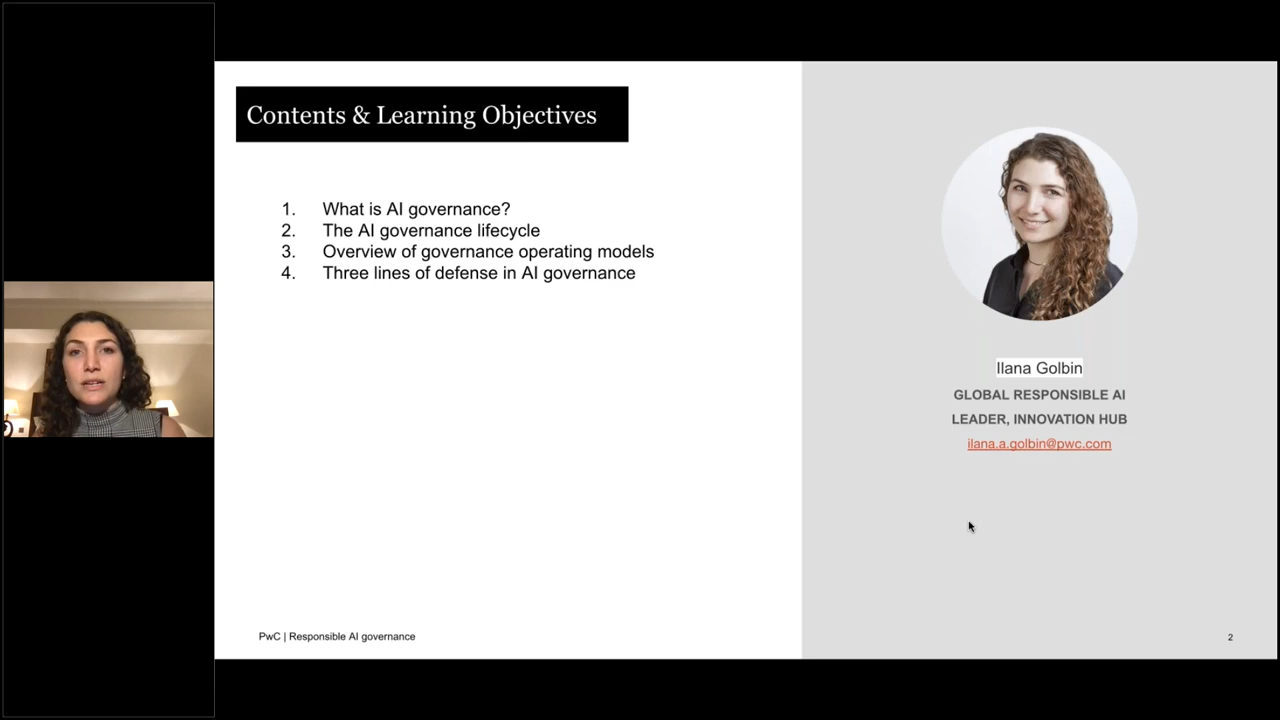 Contents & Learning Objectives
1. What is AI governance?
2. The AI governance lifecycle
3. Overview of governance operating models
4. Three lines of defense in AI governance
Ilana Golbin
GLOBAL RESPONSIBLE AI
LEADER, INNOVATION HUB
ilana.a.golbin@pwc.com
PwC | Responsible AI governance
2